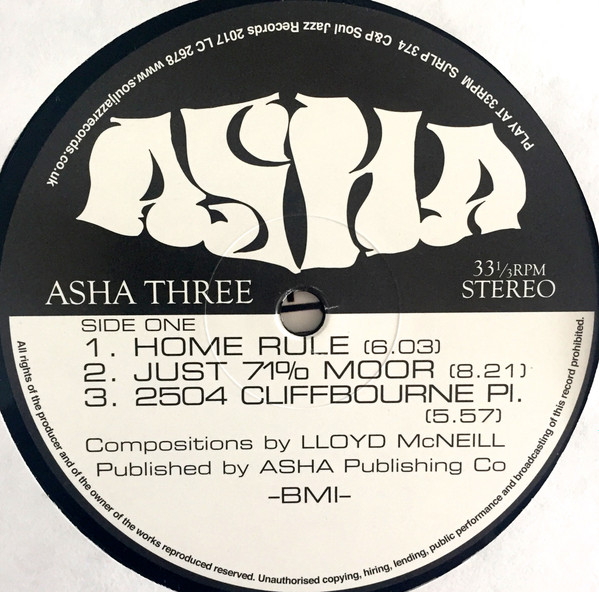 www.souljazzrecords.co.uk C&P Soul Jazz Records 2017 LC 2678 SJRLP 374 PLAY AT 33RPM
ASHA
ASHA THREE
33⅓RPM
STEREO
SIDE ONE
1. HOME RULE (6.03)
2. JUST 71% MOOR (8.21)
3. 2504 CLIFFBOURNE Pl.
(5.57)
Compositions by LLOYD McNEILL
Published by ASHA Publishing Co
-BMI-
All rights of the producer and of the owner of the works reproduced reserved. Unauthorised copying, hiring, lending, public performance and broadcasting of this record prohibited.